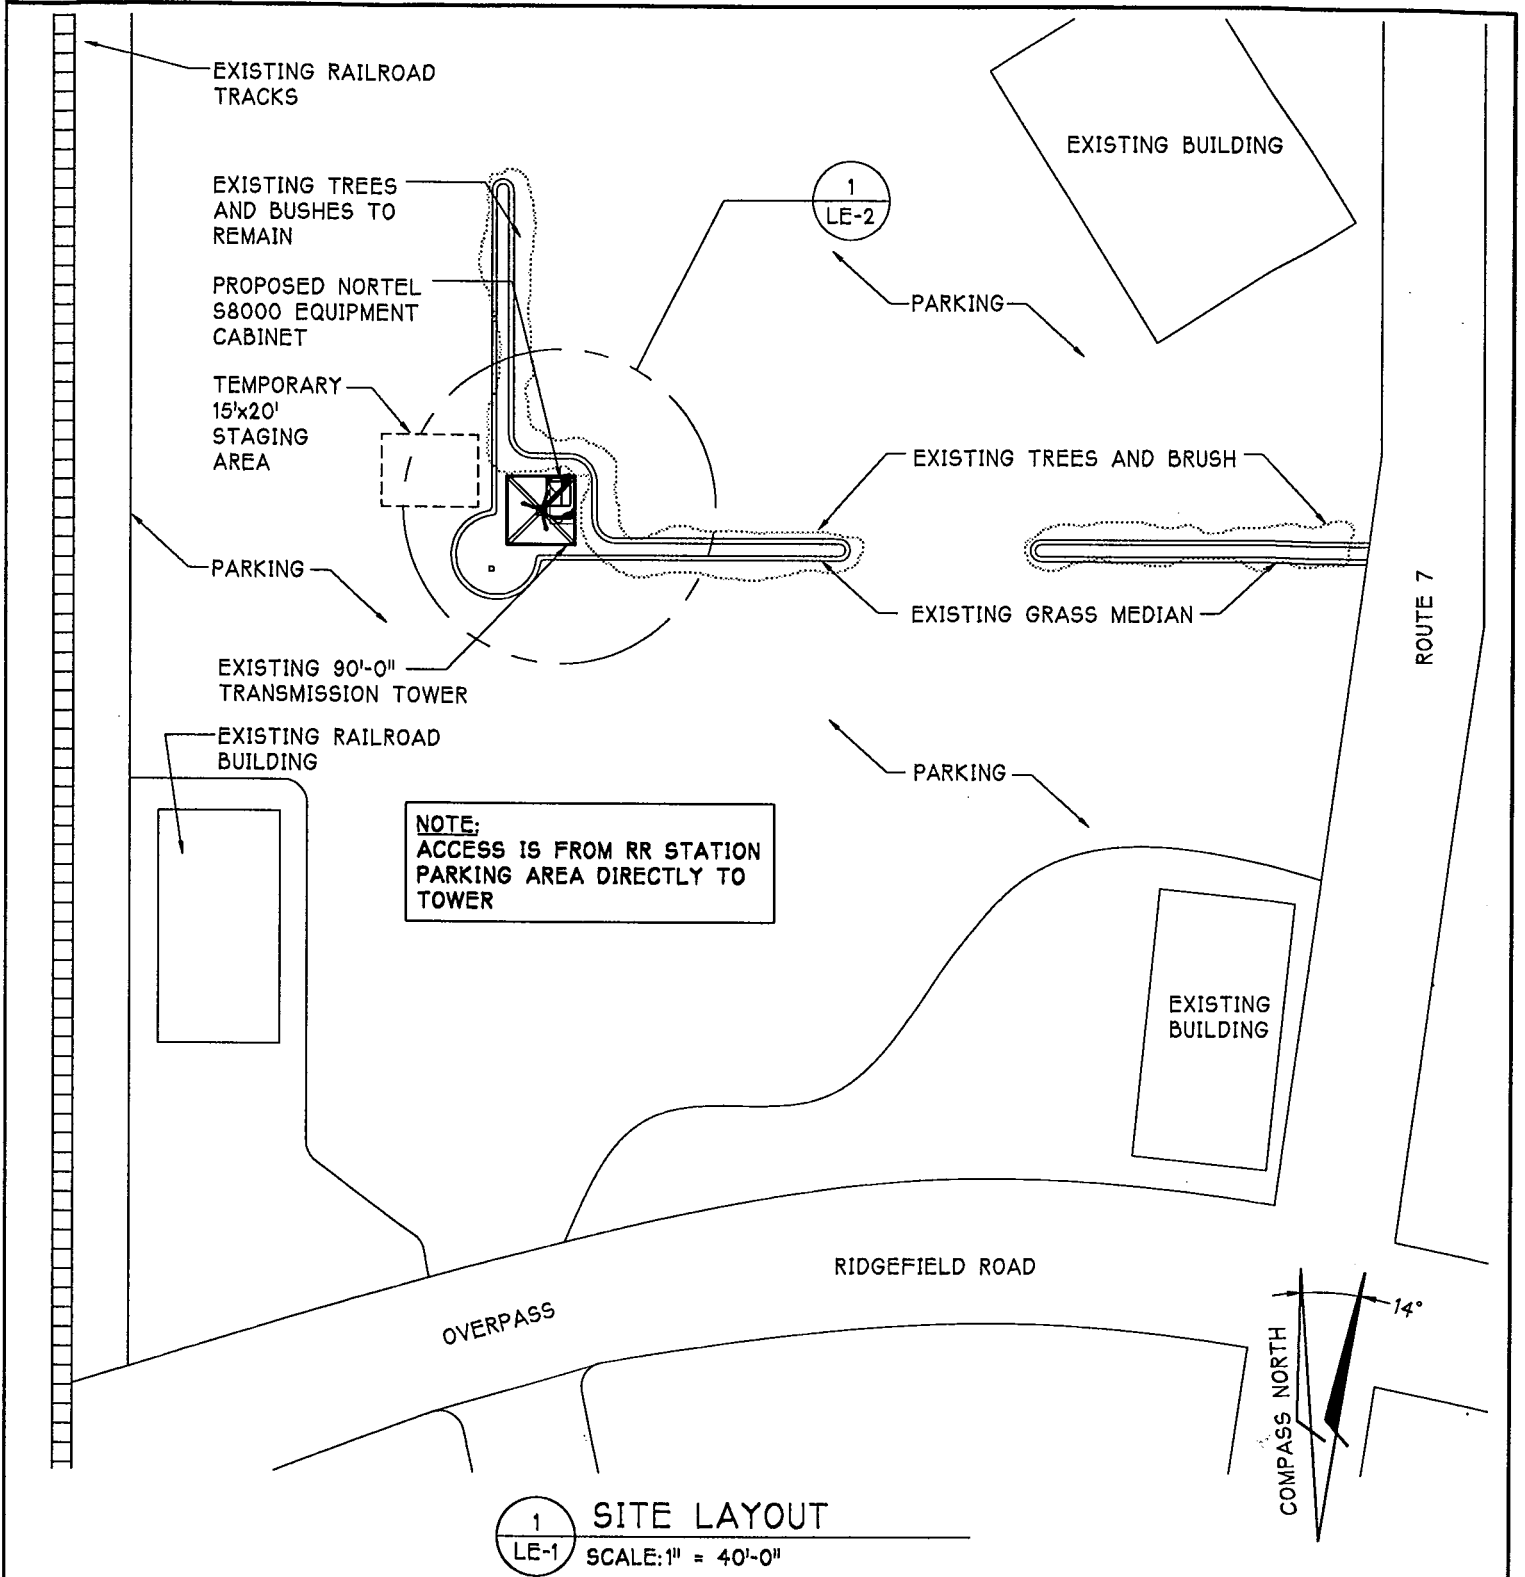 EXISTING RAILROAD
TRACKS
EXISTING BUILDING
EXISTING TREES
AND BUSHES TO
REMAIN
1
LE-2
PROPOSED NORTEL
S8000 EQUIPMENT
CABINET
PARKING
TEMPORARY
15'x20'
STAGING
AREA
EXISTING TREES AND BRUSH
PARKING
EXISTING GRASS MEDIAN
ROUTE 7
EXISTING 90'-0"
TRANSMISSION TOWER
EXISTING RAILROAD
BUILDING
PARKING
NOTE:
ACCESS IS FROM RR STATION
PARKING AREA DIRECTLY TO
TOWER
EXISTING
BUILDING
RIDGEFIELD ROAD
OVERPASS
14°
COMPASS NORTH
1
LE-1
SITE LAYOUT
SCALE:1" = 40'-0"